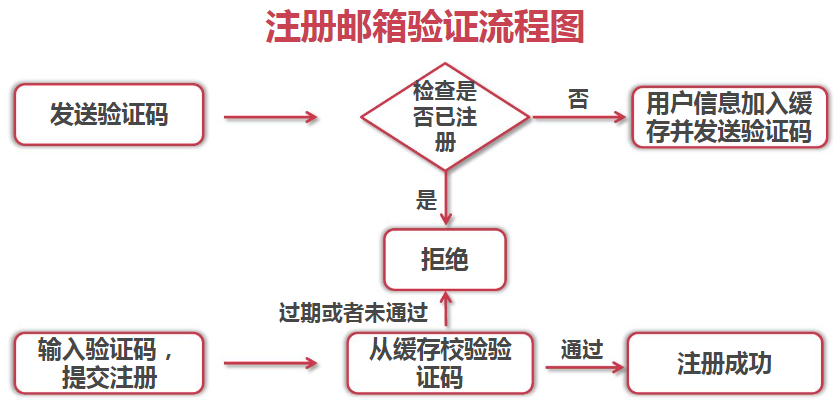 注册邮箱验证流程图
发送验证码
检查是
否已注
册
否
用户信息加入缓
存并发送验证码
是
拒绝
过期或者未通过
输入验证码，
提交注册
从缓存校验验
证码
通过
注册成功